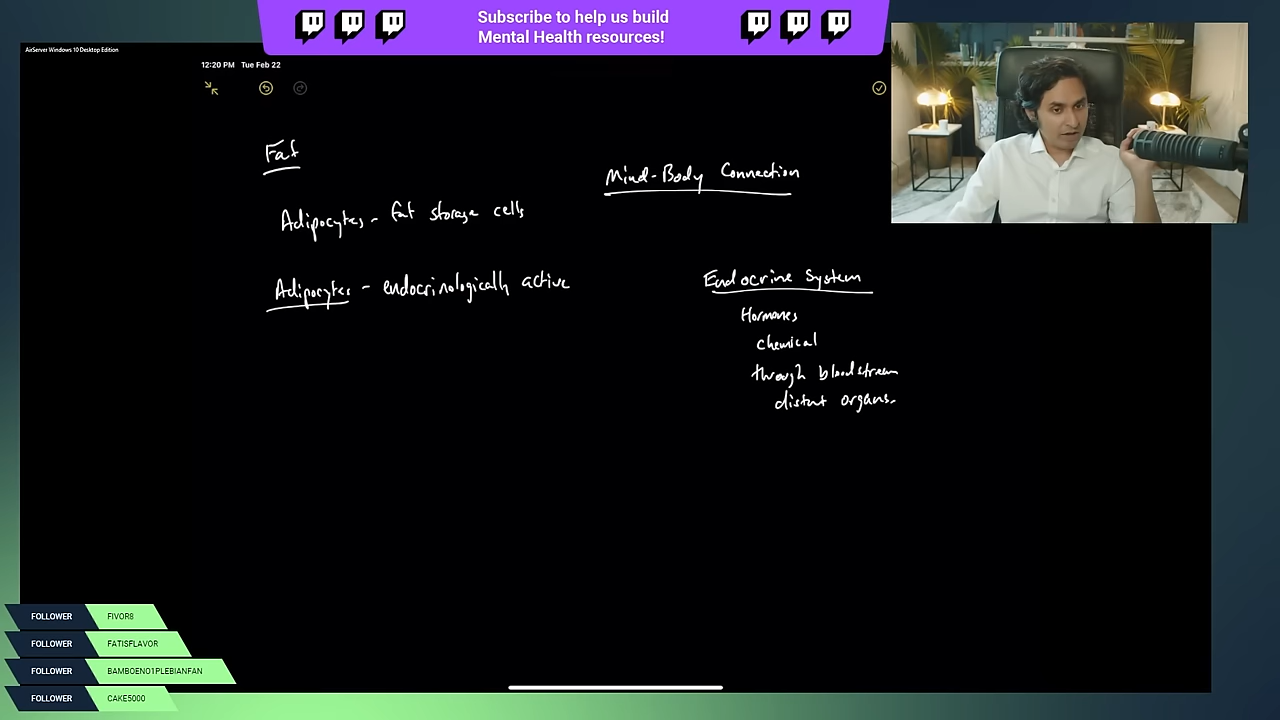 Subscribe to help us build
Mental Health resources!
AirServer Windows 10 Desktop Edition
12:20 PM Tue Feb 22
Fat
Mind-Body Connection
Adipocytes - fat storage cells
Endocrine System
Adipocytes - endocrinologically active
Hormones
chemical
through bloodstream
distant organs.
FOLLOWER FIVOR8
FOLLOWER FATISFLAVOR
FOLLOWER BAMBOENO1PLEBIANFAN
FOLLOWER CAKE5000